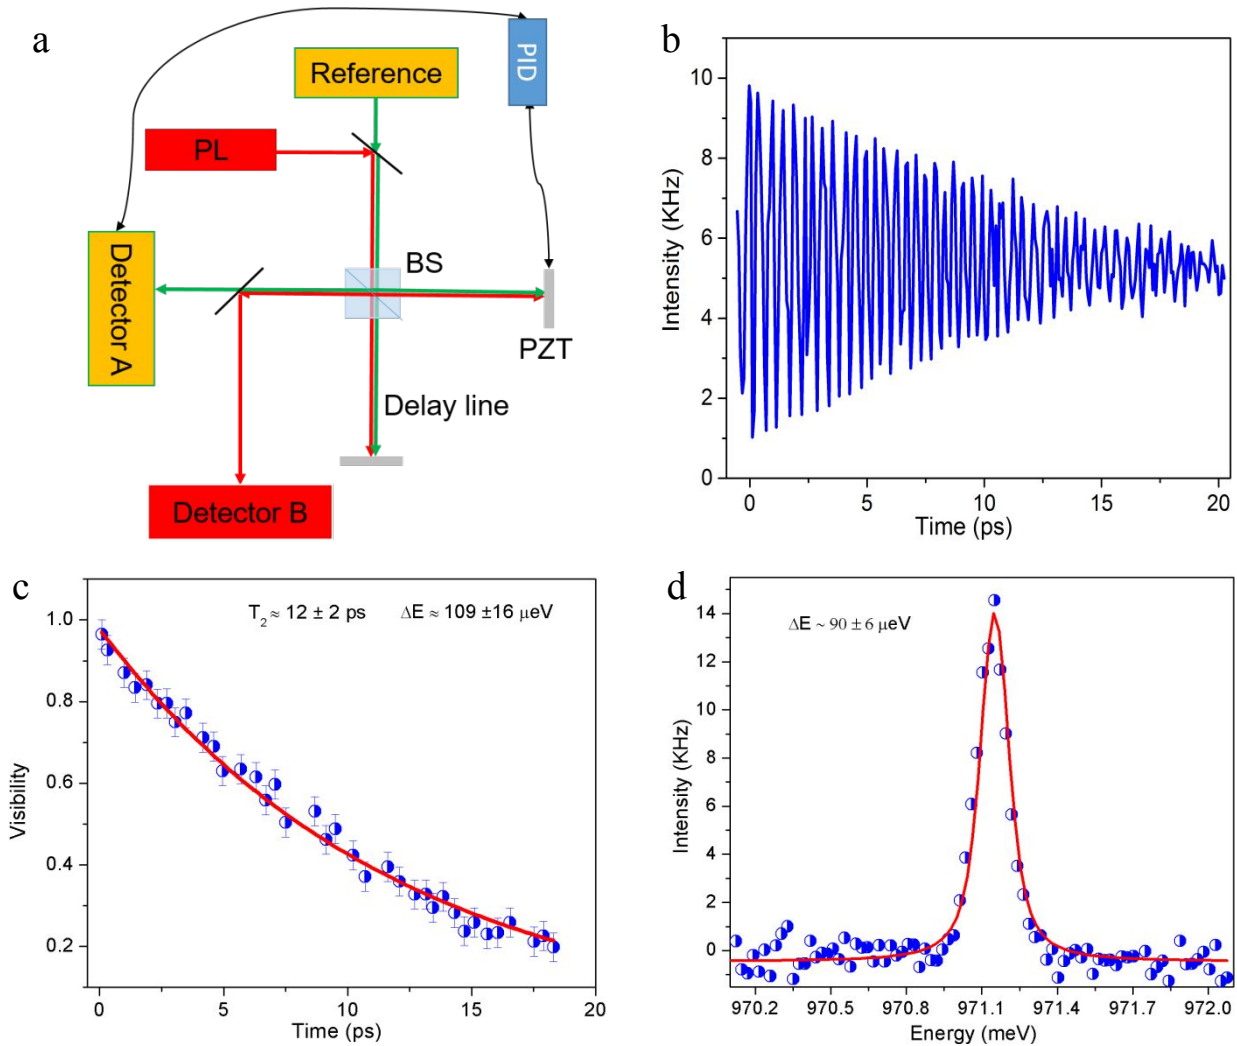 a
PID
Reference
PL
Detector A
BS
PZT
Delay line
Detector B
b
Intensity (KHz)
10
8
6
4
2
0
0 5 10 15 20
Time (ps)
c
T2 ≈ 12 ± 2 ps ΔE ≈ 109 ±16 µeV
Visibility
1.0
0.8
0.6
0.4
0.2
0 5 10 15 20
Time (ps)
d
ΔE ~ 90 ± 6 µeV
Intensity (KHz)
14
12
10
8
6
4
2
0
970.2 970.5 970.8 971.1 971.4 971.7 972.0
Energy (meV)